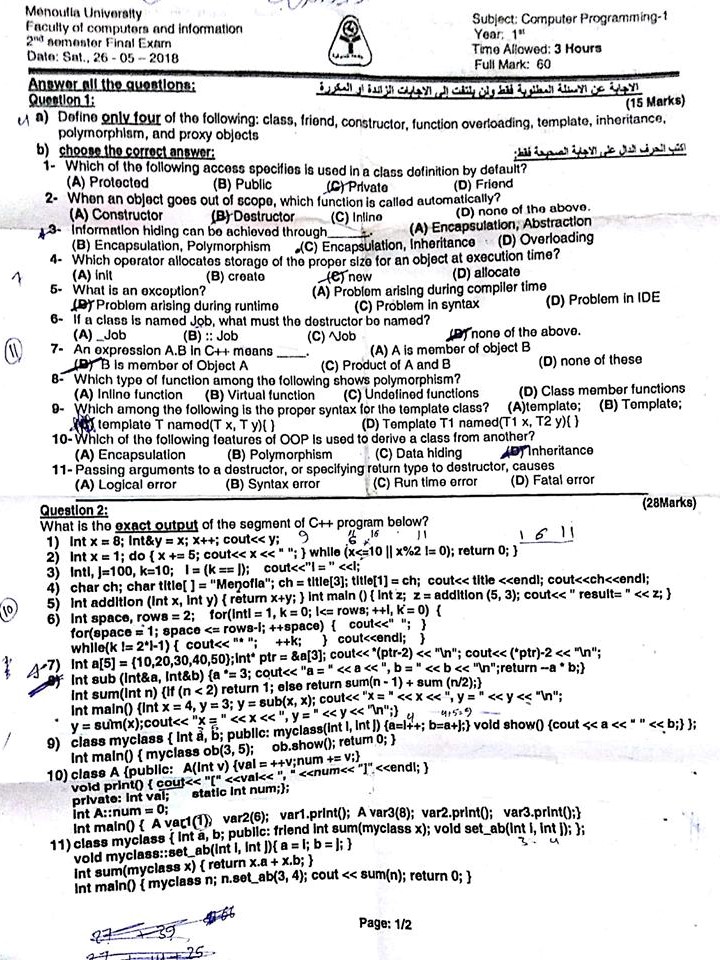 Menoufia University
Faculty of computers and information
2nd semester Final Exam
Date: Sat., 26 - 05 – 2018
Subject: Computer Programming-1
Year: 1st
Time Allowed: 3 Hours
Full Mark: 60
Answer all the questions:
الاجابة عن الاسئلة المطلوبة فقط ولن يلتفت إلى الاجابات الزائدة او المكررة
Question 1:
(15 Marks)
a) Define only four of the following: class, friend, constructor, function overloading, template, inheritance,
polymorphism, and proxy objects
b) choose the correct answer:
اكتب الحرف الدال على الاجابة الصحيحة فقط:
1- Which of the following access specifies is used in a class definition by default?
(A) Protected (B) Public (C) Private (D) Friend
2- When an object goes out of scope, which function is called automatically?
(A) Constructor (B) Destructor (C) Inline (D) none of the above.
3- Information hiding can be achieved through_______. (A) Encapsulation, Abstraction
(B) Encapsulation, Polymorphism (C) Encapsulation, Inheritance (D) Overloading
4- Which operator allocates storage of the proper size for an object at execution time?
(A) init (B) create (C) new (D) allocate
5- What is an exception? (A) Problem arising during compiler time
(B) Problem arising during runtime (C) Problem in syntax (D) Problem in IDE
6- If a class is named Job, what must the destructor be named?
(A) _Job (B) :: Job (C) ^Job (D) none of the above.
7- An expression A.B in C++ means _____. (A) A is member of object B
(B) B is member of Object A (C) Product of A and B (D) none of these
8- Which type of function among the following shows polymorphism?
(A) Inline function (B) Virtual function (C) Undefined functions (D) Class member functions
9- Which among the following is the proper syntax for the template class? (A)template; (B) Template;
(C) template T named(T x, T y){ } (D) Template T1 named(T1 x, T2 y){ }
10- Which of the following features of OOP is used to derive a class from another?
(A) Encapsulation (B) Polymorphism (C) Data hiding (D) Inheritance
11- Passing arguments to a destructor, or specifying return type to destructor, causes
(A) Logical error (B) Syntax error (C) Run time error (D) Fatal error
11
Question 2:
(28Marks)
What is the exact output of the segment of C++ program below?
1) Int x = 8; Int&y = x; x++; cout<< y; 9
2) Int x = 1; do { x += 5; cout<< x << " "; } while (x<=10 || x%2 != 0); return 0; } 1 6 11
3) Inti, j=100, k=10; i = (k == j); cout<<"i = " <<i;
4) char ch; char title[ ] = "Menofia"; ch = title[3]; title[1] = ch; cout<< title <<endl; cout<<ch<<endl;
5) Int addition (Int x, Int y) { return x+y; } Int main () { Int z; z = addition (5, 3); cout<< " result= " << z; }
6) Int space, rows = 2; for(inti = 1, k = 0; i<= rows; ++i, k = 0) {
for(space = 1; space <= rows-i; ++space) { cout<<" "; }
while(k != 2*i-1) { cout<< "* "; ++k; } cout<<endl; }
10
7) Int a[5] = {10,20,30,40,50};Int* ptr = &a[3]; cout<< *(ptr-2) << "\n"; cout<< (*ptr)-2 << "\n";
8) Int sub (Int&a, Int&b) {a *= 3; cout<< "a = " << a << ", b = " << b << "\n";return --a * b;}
Int sum(Int n) {If (n < 2) return 1; else return sum(n - 1) + sum (n/2);}
Int main() {Int x = 4, y = 3; y = sub(x, x); cout<< "x = " << x << ", y = " << y << "\n";
y = sum(x);cout<< "x = " << x << ", y = " << y << "\n";}
9) class myclass { Int a, b; public: myclass(Int i, Int j) {a=i++; b=a+j;} void show() {cout << a << " " << b;} };
Int main() { myclass ob(3, 5); ob.show(); return 0; }
10) class A {public: A(Int v) {val = ++v;num += v;}
void print() { cout<< "[" <<val<< ", " <<num<< "]" <<endl; }
private: Int val; static Int num;};
Int A::num = 0;
Int main() { A var1(1), var2(6); var1.print(); A var3(8); var2.print(); var3.print();}
11) class myclass { Int a, b; public: friend Int sum(myclass x); void set_ab(Int i, Int j); };
void myclass::set_ab(Int i, Int j){ a = i; b = j; }
3 4
Int sum(myclass x) { return x.a + x.b; }
Int main() { myclass n; n.set_ab(3, 4); cout << sum(n); return 0; }
Page: 1/2
27 + 39